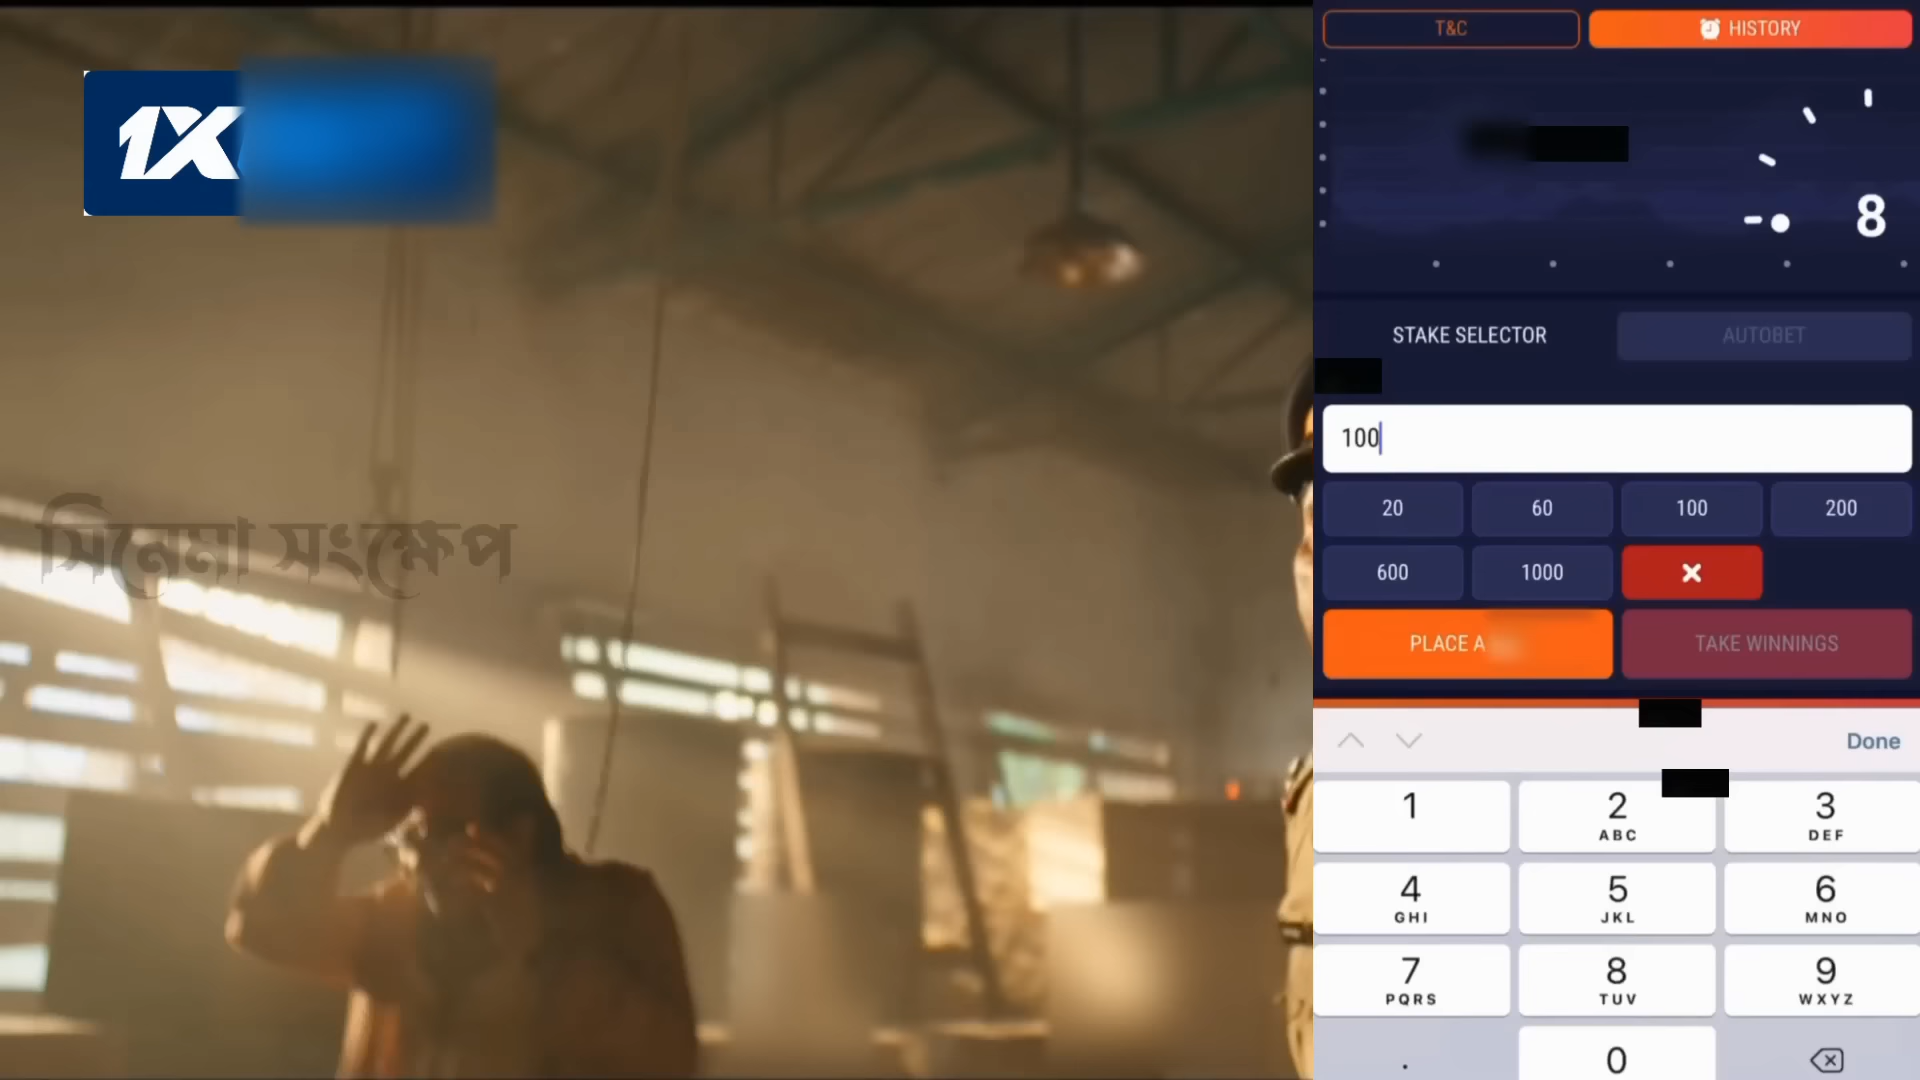 1X
সিনেমা সংক্ষেপ
T&C
HISTORY
8
STAKE SELECTOR
AUTOBET
100
20
60
100
200
600
1000
PLACE A
TAKE WINNINGS
Done
1
2
ABC
3
DEF
4
GHI
5
JKL
6
MNO
7
PQRS
8
TUV
9
WXYZ
.
0